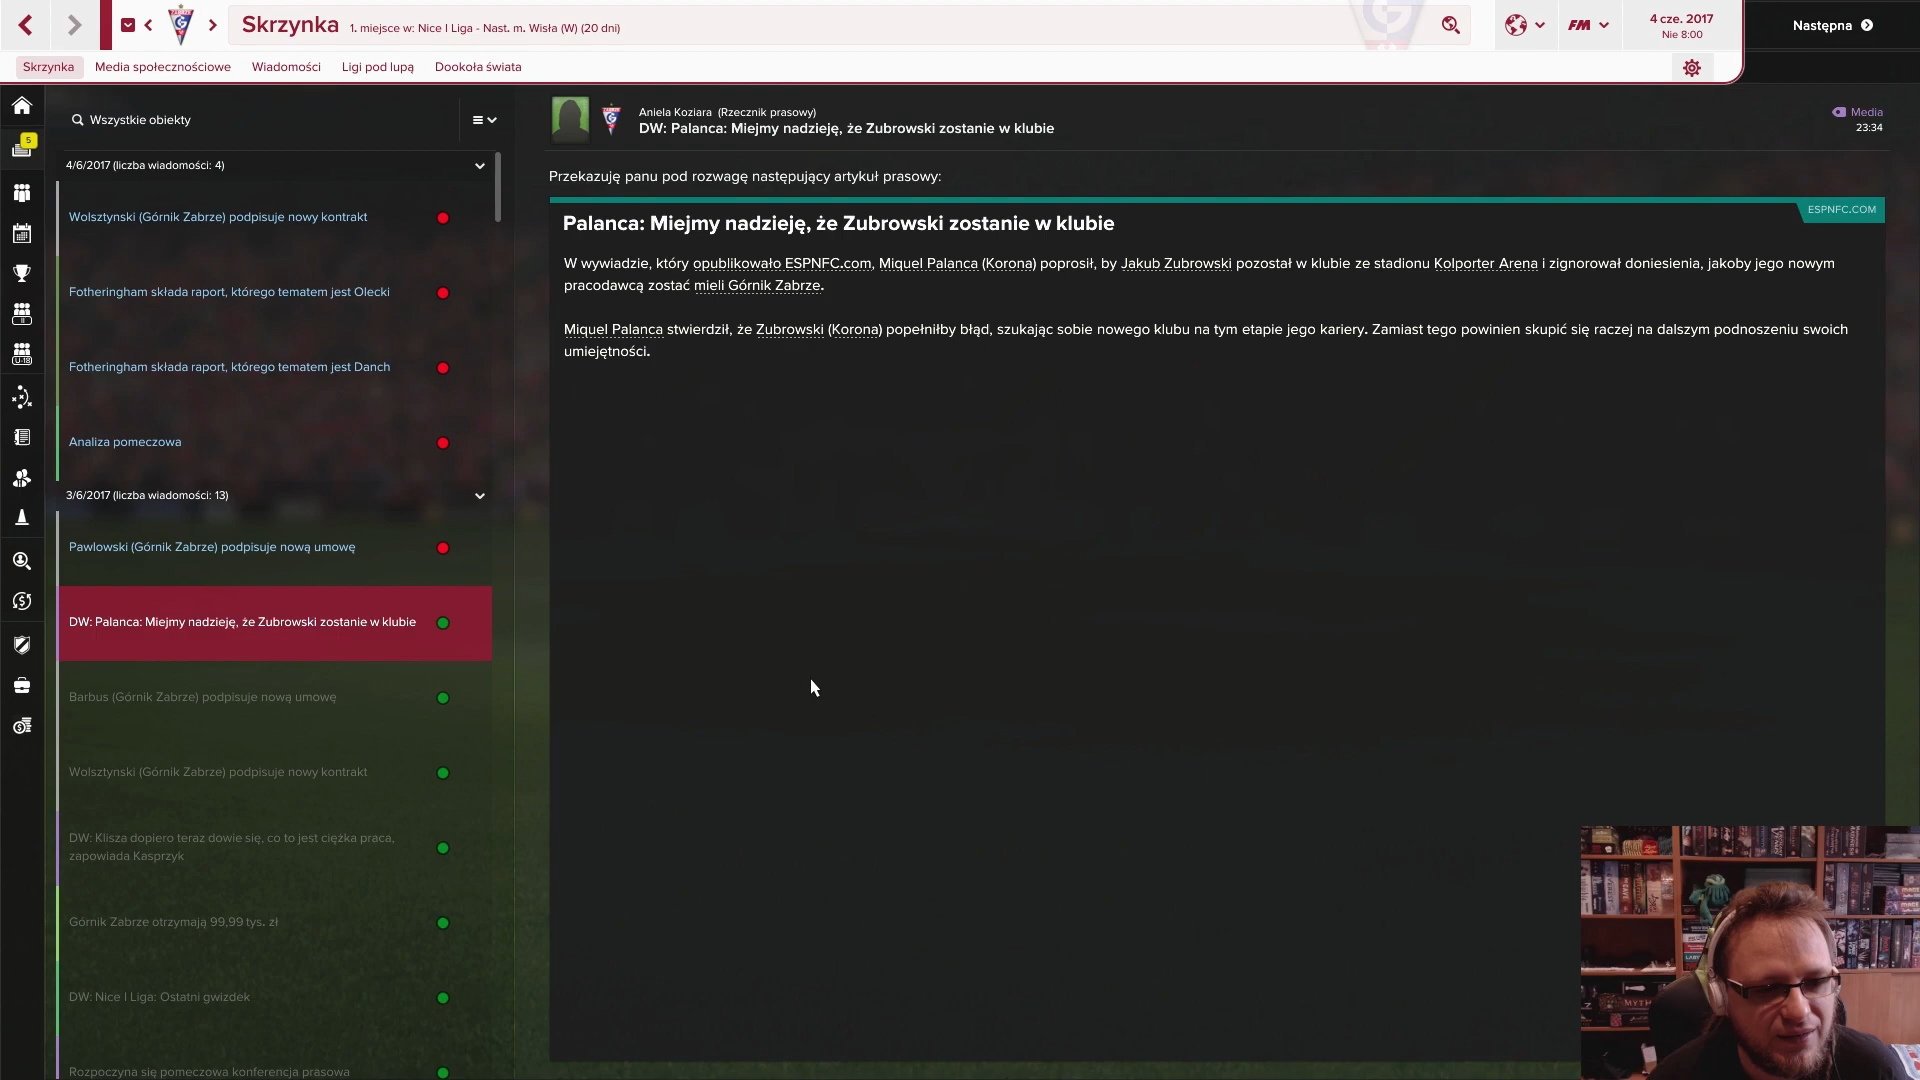 Skrzynka
1. miejsce w: Nice I Liga - Nast. m. Wisła (W) (20 dni)
FM
4 cze. 2017
Nie 8:00
Następna
Skrzynka
Media społecznościowe
Wiadomości
Ligi pod lupą
Dookoła świata
5
U-18
Wszystkie obiekty
4/6/2017 (liczba wiadomości: 4)
Wolsztynski (Górnik Zabrze) podpisuje nowy kontrakt
Fotheringham składa raport, którego tematem jest Olecki
Fotheringham składa raport, którego tematem jest Danch
Analiza pomeczowa
3/6/2017 (liczba wiadomości: 13)
Pawlowski (Górnik Zabrze) podpisuje nową umowę
DW: Palanca: Miejmy nadzieję, że Zubrowski zostanie w klubie
Barbus (Górnik Zabrze) podpisuje nową umowę
Wolsztynski (Górnik Zabrze) podpisuje nowy kontrakt
DW: Klisza dopiero teraz dowie się, co to jest ciężka praca,
zapowiada Kasprzyk
Górnik Zabrze otrzymają 99,99 tys. zł
DW: Nice I Liga: Ostatni gwizdek
Rozpoczyna się pomeczowa konferencja prasowa
Aniela Koziara (Rzecznik prasowy)
DW: Palanca: Miejmy nadzieję, że Zubrowski zostanie w klubie
Media
23:34
Przekazuję panu pod rozwagę następujący artykuł prasowy:
ESPNFC.COM
Palanca: Miejmy nadzieję, że Zubrowski zostanie w klubie
W wywiadzie, który opublikowało ESPNFC.com, Miquel Palanca (Korona) poprosił, by Jakub Zubrowski pozostał w klubie ze stadionu Kolporter Arena i zignorował doniesienia, jakoby jego nowym
pracodawcą zostać mieli Górnik Zabrze.
Miquel Palanca stwierdził, że Zubrowski (Korona) popełniłby błąd, szukając sobie nowego klubu na tym etapie jego kariery. Zamiast tego powinien skupić się raczej na dalszym podnoszeniu swoich
umiejętności.